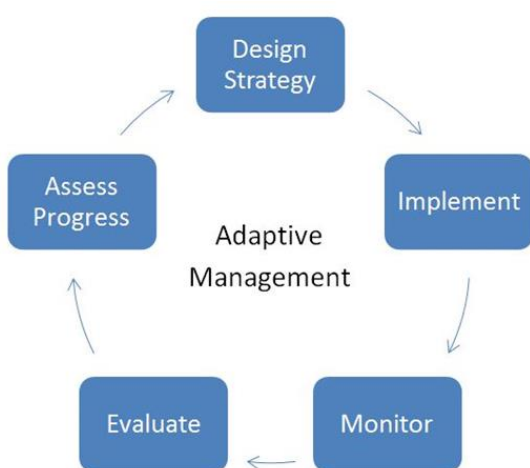 Design
Strategy
Implement
Monitor
Evaluate
Assess
Progress
Adaptive
Management